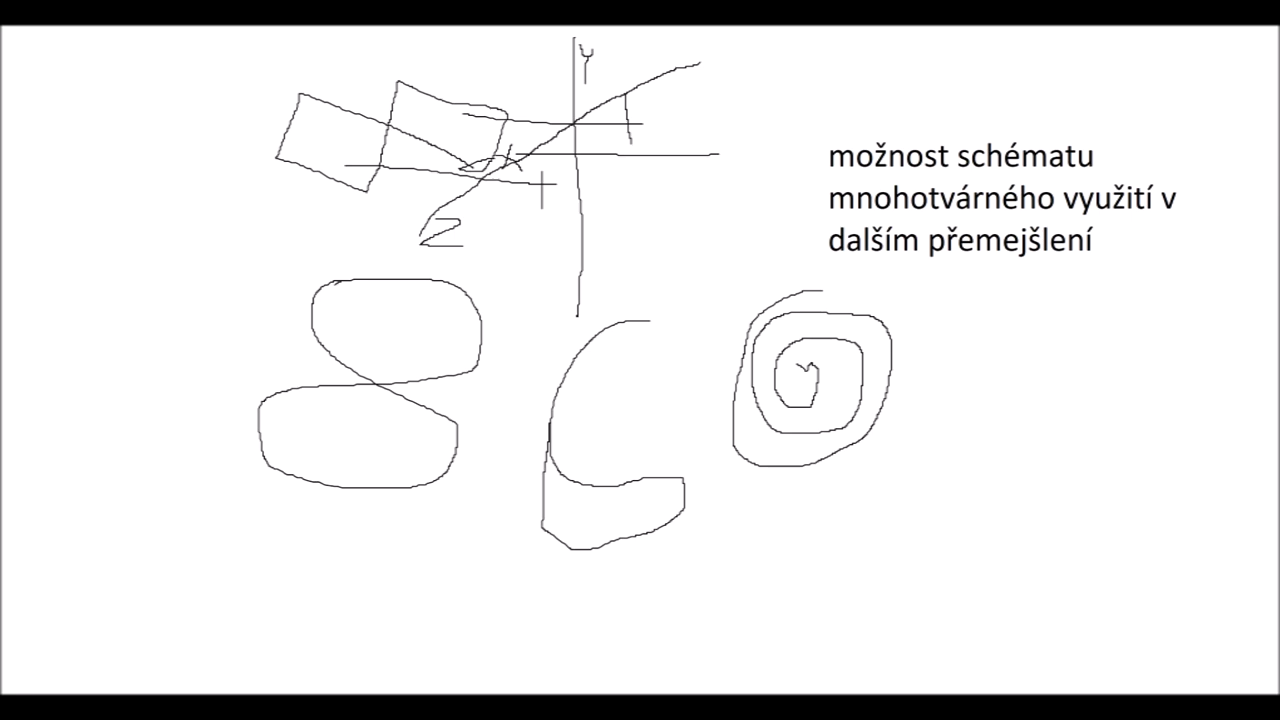 y
z
možnost schématu
mnohotvárného využití v
dalším přemejšlení